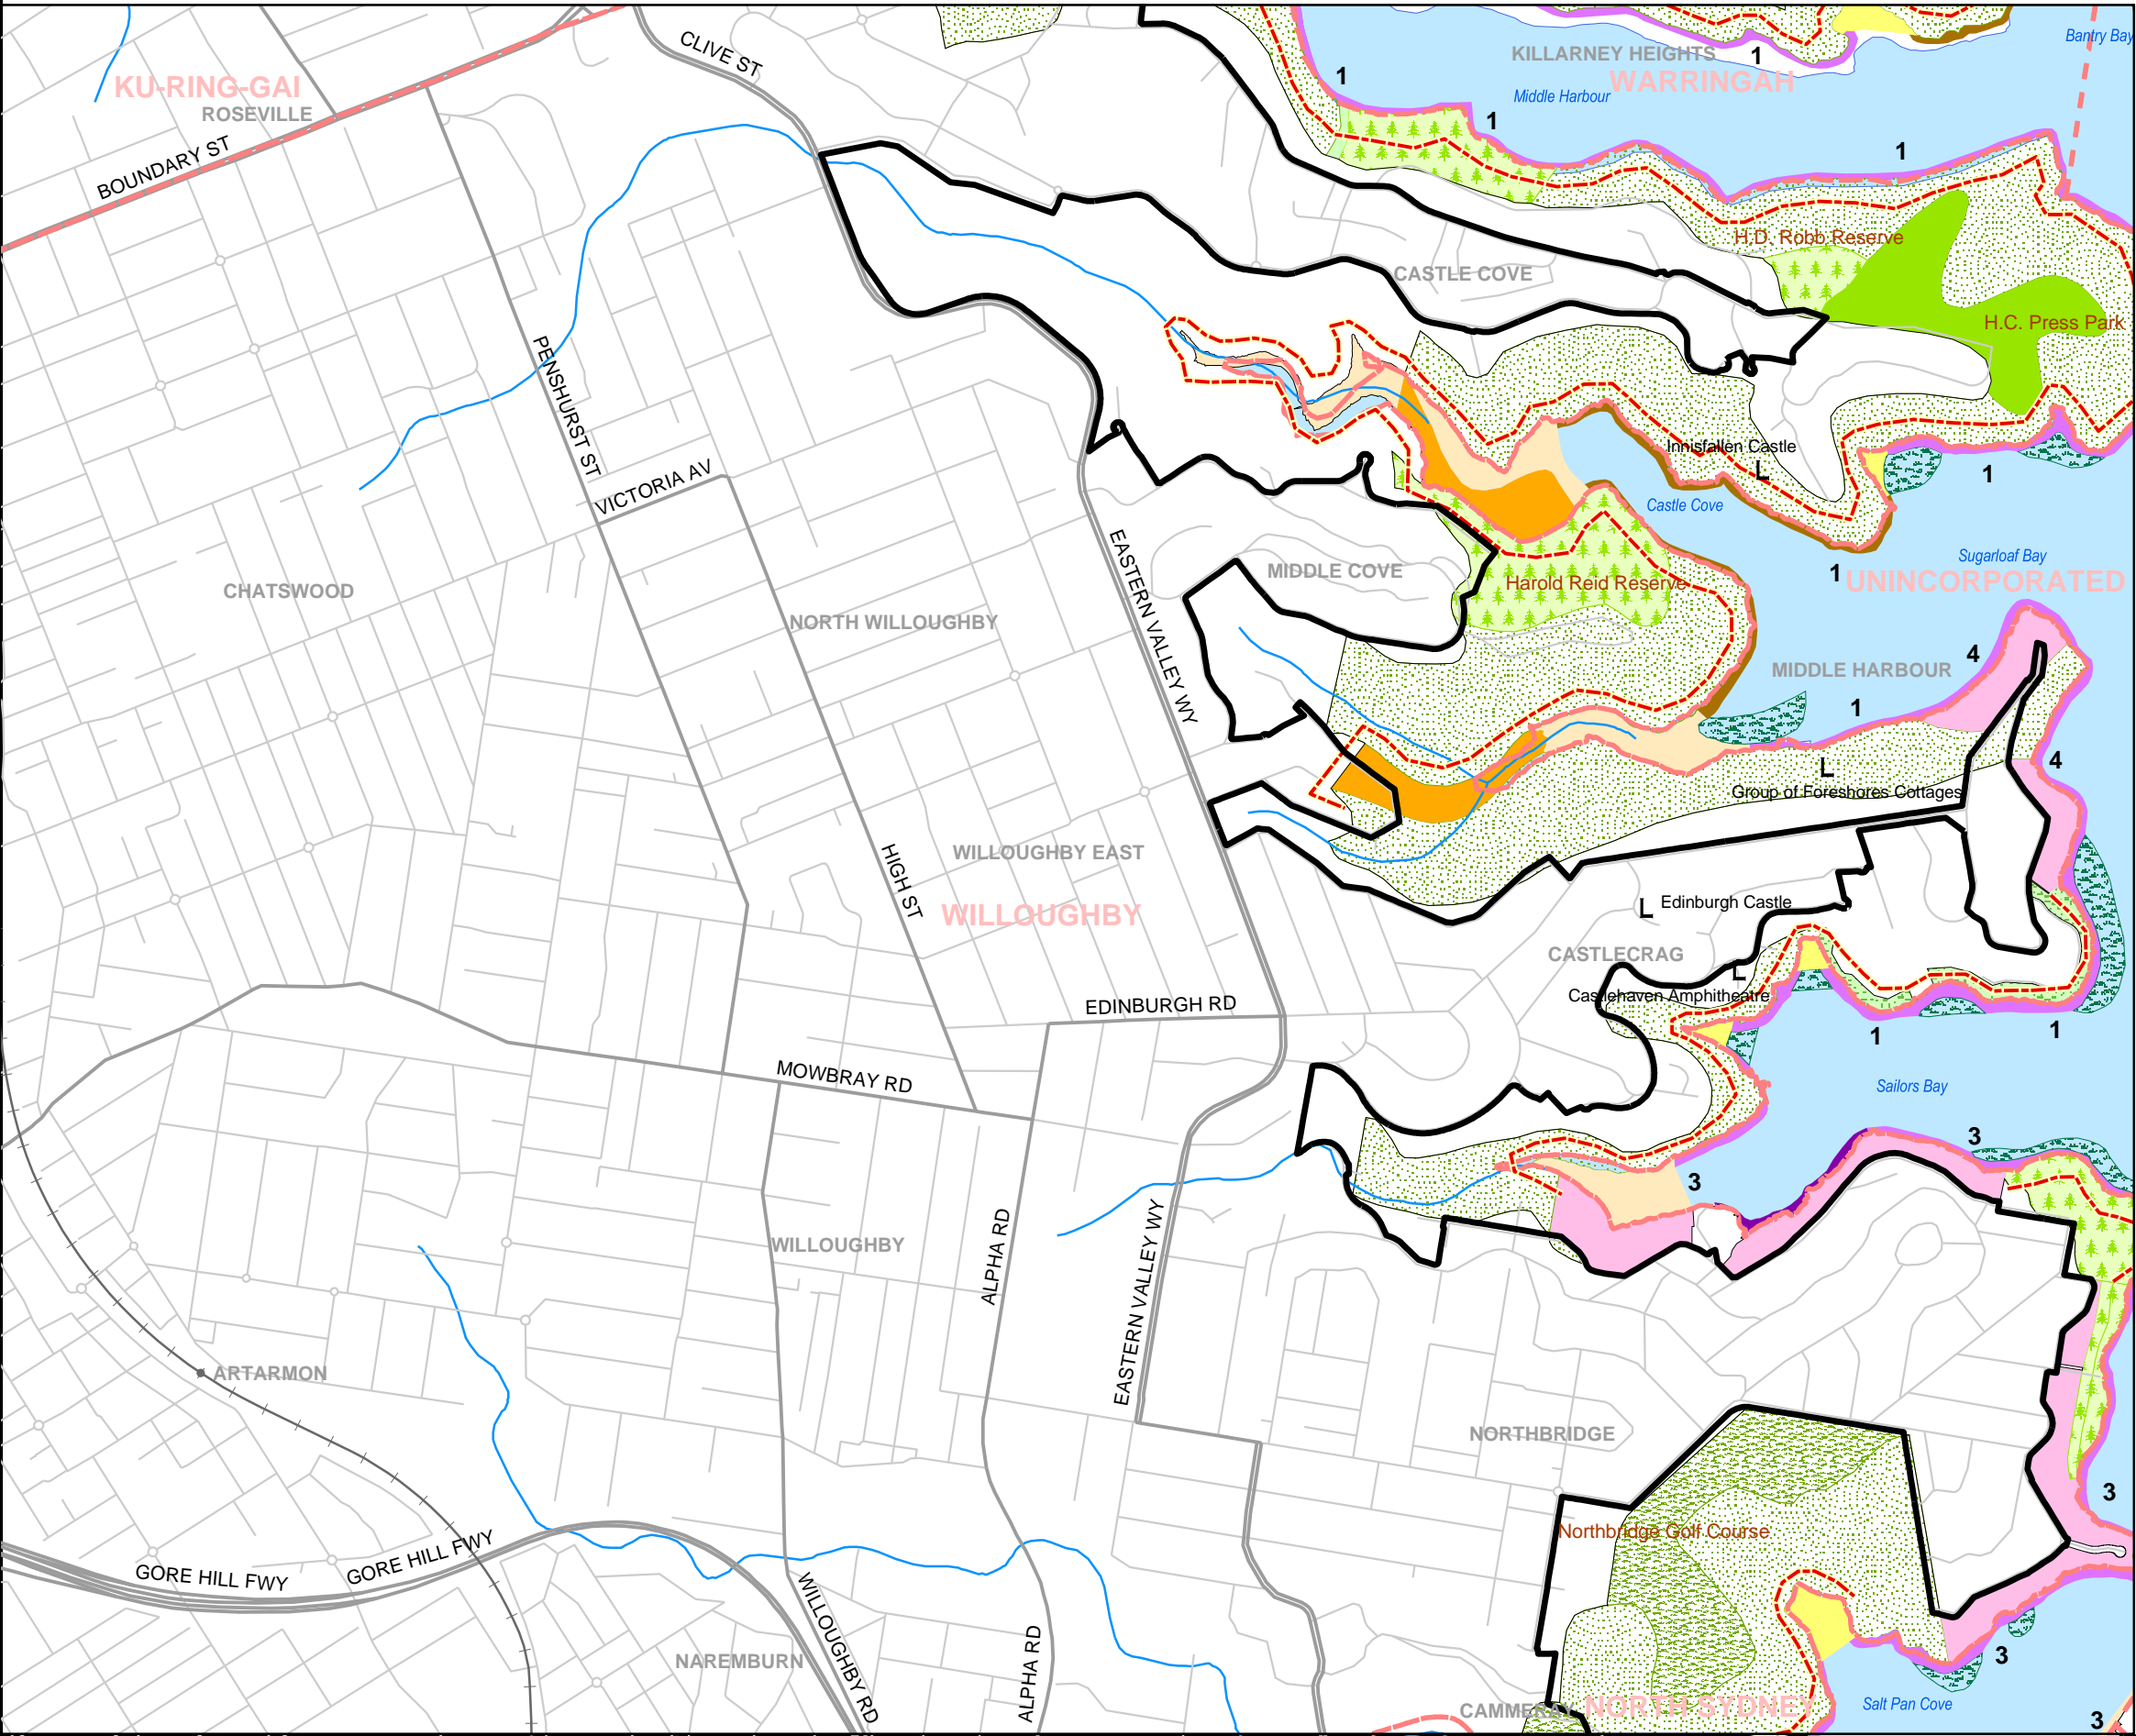 CLIVE ST
Bantry Bay
KILLARNEY HEIGHTS
1
WARRINGAH
KU-RING-GAI
1
Middle Harbour
ROSEVILLE
1
1
BOUNDARY ST
H.D. Robb Reserve
CASTLE COVE
H.C. Press Park
PENSHURST ST
Innisfallen Castle
L
VICTORIA AV
1
Castle Cove
Sugarloaf Bay
EASTERN VALLEY WY
MIDDLE COVE
Harold Reid Reserve
1
UNINCORPORATED
CHATSWOOD
NORTH WILLOUGHBY
4
MIDDLE HARBOUR
1
4
L
Group of Foreshores Cottages
HIGH ST
WILLOUGHBY EAST
WILLOUGHBY
L
Edinburgh Castle
CASTLECRAG
L
Castlehaven Amphitheatre
EDINBURGH RD
1
1
MOWBRAY RD
Sailors Bay
3
3
ALPHA RD
EASTERN VALLEY WY
WILLOUGHBY
ARTARMON
NORTHBRIDGE
3
Northbridge Golf Course
GORE HILL FWY
GORE HILL FWY
WILLOUGHBY RD
ALPHA RD
NAREMBURN
3
CAMMERAY
NORTH SYDNEY
Salt Pan Cove
3